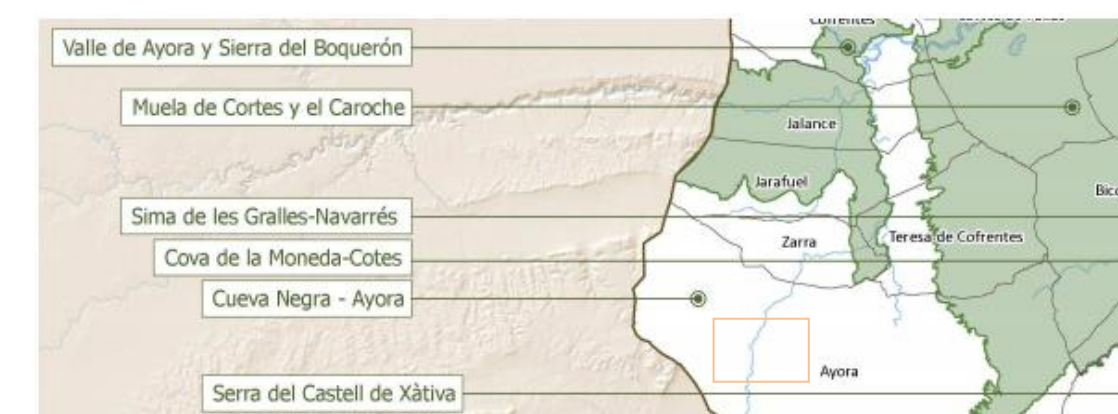 Cofrentes
Valle de Ayora y Sierra del Boquerón
Muela de Cortes y el Caroche
Jalance
Jarafuel
Sima de les Gralles-Navarrés
Zarra
Teresa de Cofrentes
Cova de la Moneda-Cotes
Cueva Negra - Ayora
Ayora
Serra del Castell de Xàtiva